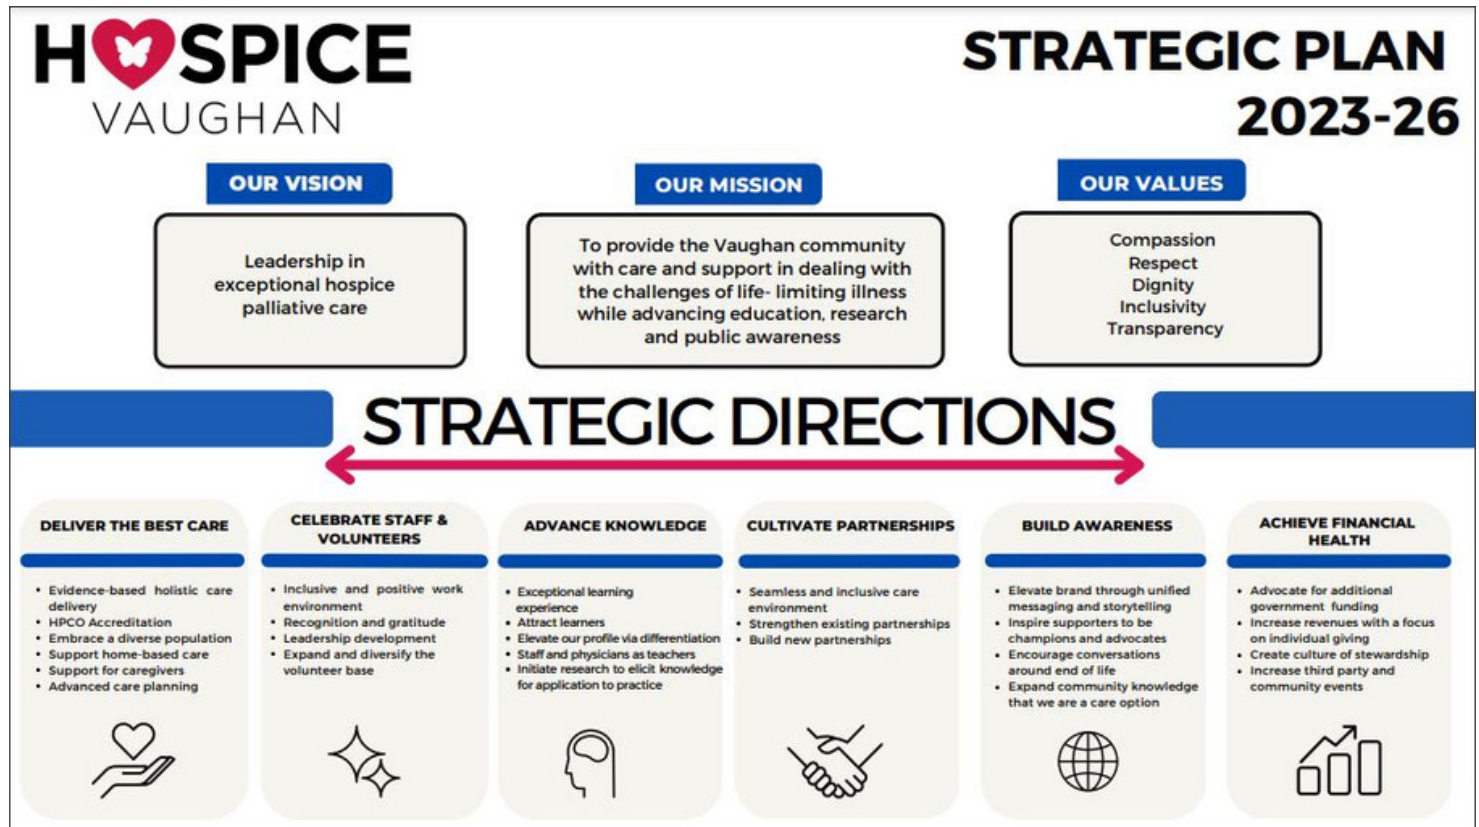 HOSPICE
VAUGHAN
STRATEGIC PLAN
2023-26
OUR VISION
Leadership in
exceptional hospice
palliative care
OUR MISSION
To provide the Vaughan community
with care and support in dealing with
the challenges of life- limiting illness
while advancing education, research
and public awareness
OUR VALUES
Compassion
Respect
Dignity
Inclusivity
Transparency
STRATEGIC DIRECTIONS
DELIVER THE BEST CARE
• Evidence-based holistic care
delivery
• HPCO Accreditation
• Embrace a diverse population
• Support home-based care
• Support for caregivers
• Advanced care planning
CELEBRATE STAFF &
VOLUNTEERS
• Inclusive and positive work
environment
• Recognition and gratitude
• Leadership development
• Expand and diversify the
volunteer base
ADVANCE KNOWLEDGE
• Exceptional learning
experience
• Attract learners
• Elevate our profile via differentiation
• Staff and physicians as teachers
• Initiate research to elicit knowledge
for application to practice
CULTIVATE PARTNERSHIPS
• Seamless and inclusive care
environment
• Strengthen existing partnerships
• Build new partnerships
BUILD AWARENESS
• Elevate brand through unified
messaging and storytelling
• Inspire supporters to be
champions and advocates
• Encourage conversations
around end of life
• Expand community knowledge
that we are a care option
ACHIEVE FINANCIAL
HEALTH
• Advocate for additional
government funding
• Increase revenues with a focus
on individual giving
• Create culture of stewardship
• Increase third party and
community events